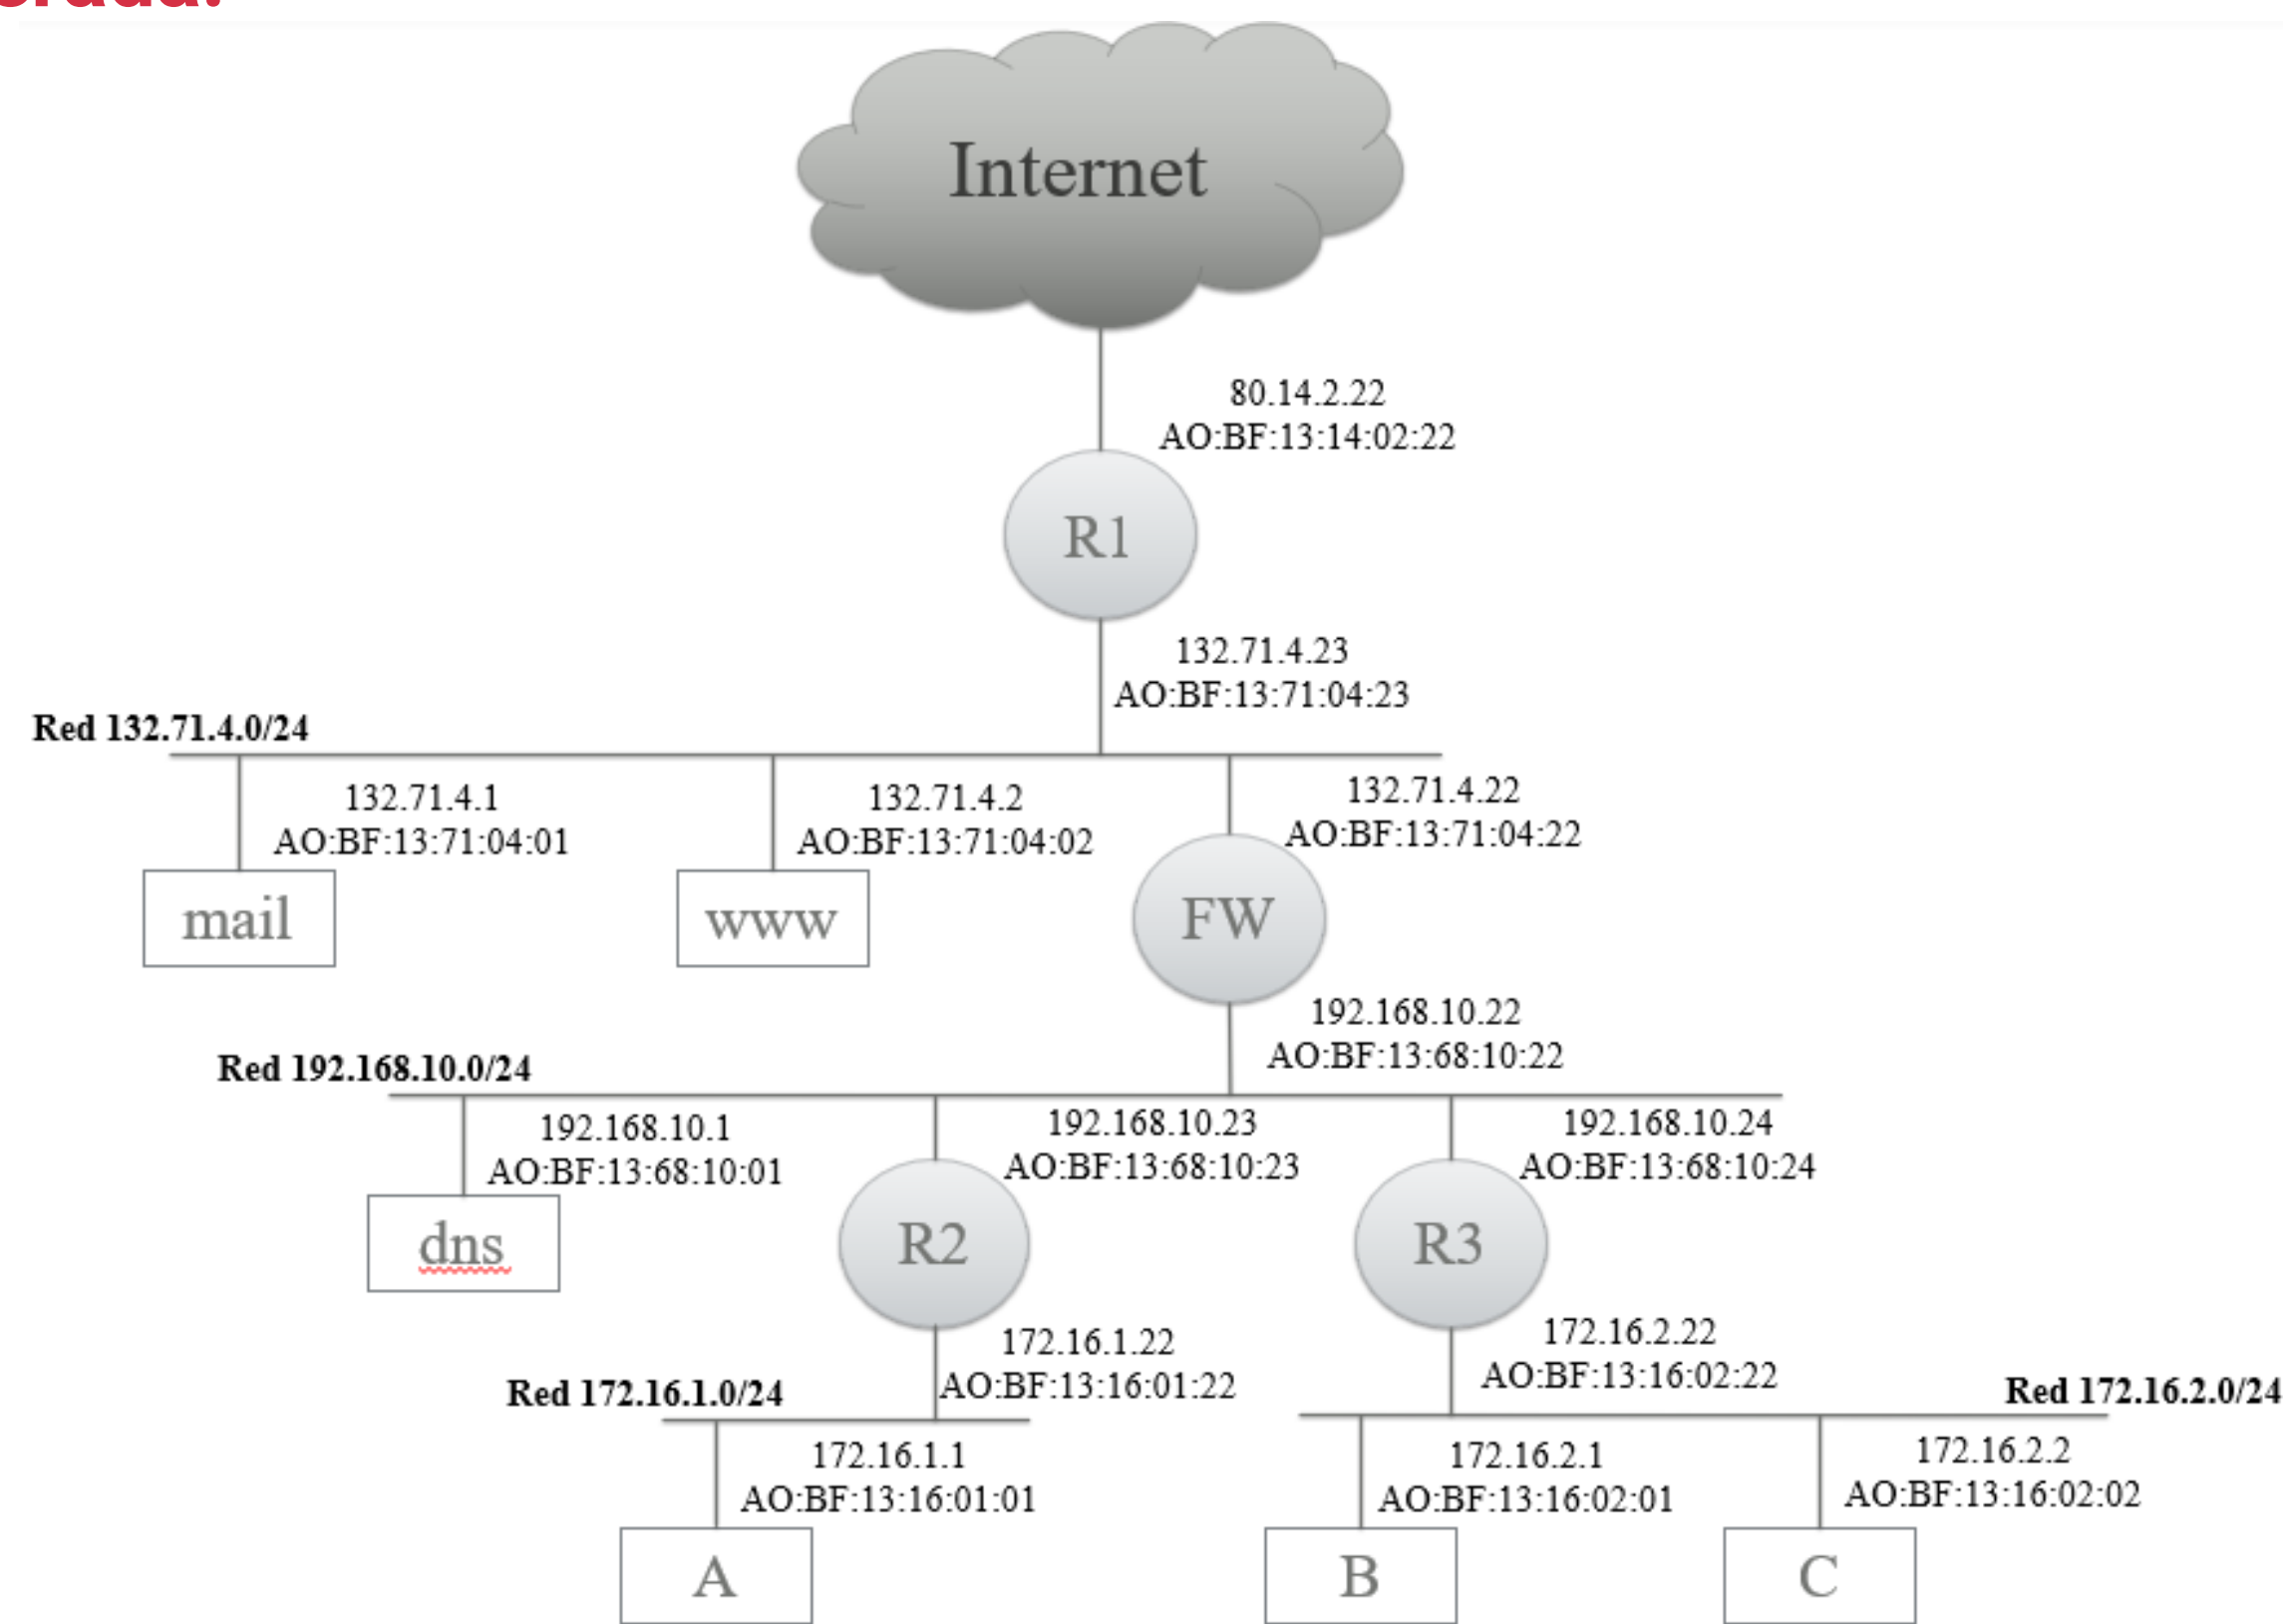 Internet
80.14.2.22
AO:BF:13:14:02:22
R1
132.71.4.23
AO:BF:13:71:04:23
Red 132.71.4.0/24
132.71.4.1
AO:BF:13:71:04:01
mail
132.71.4.2
AO:BF:13:71:04:02
www
132.71.4.22
AO:BF:13:71:04:22
FW
192.168.10.22
AO:BF:13:68:10:22
Red 192.168.10.0/24
192.168.10.1
AO:BF:13:68:10:01
dns
192.168.10.23
AO:BF:13:68:10:23
R2
192.168.10.24
AO:BF:13:68:10:24
R3
172.16.1.22
AO:BF:13:16:01:22
Red 172.16.1.0/24
172.16.2.22
AO:BF:13:16:02:22
Red 172.16.2.0/24
172.16.1.1
AO:BF:13:16:01:01
A
172.16.2.1
AO:BF:13:16:02:01
B
172.16.2.2
AO:BF:13:16:02:02
C